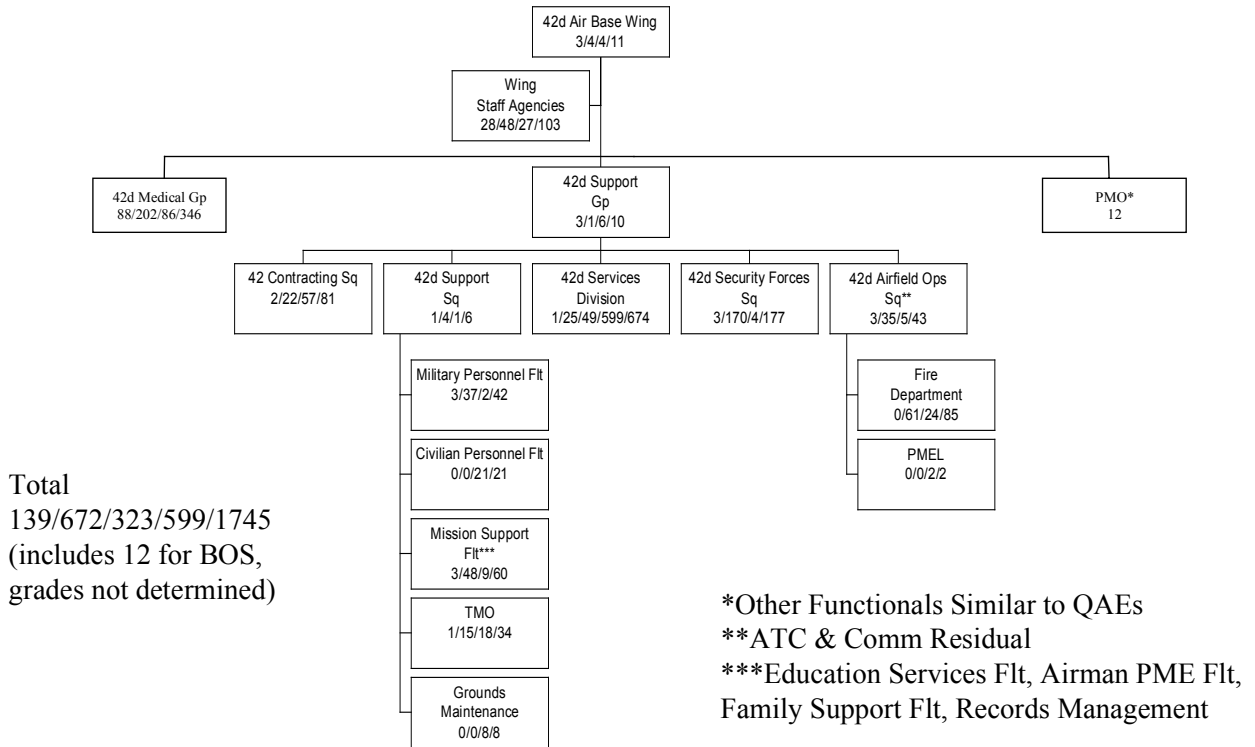 42d Air Base Wing
3/4/4/11
Wing
Staff Agencies
28/48/27/103
42d Medical Gp
88/202/86/346
42d Support
Gp
3/1/6/10
PMO*
12
42 Contracting Sq
2/22/57/81
42d Support
Sq
1/4/1/6
42d Services
Division
1/25/49/599/674
42d Security Forces
Sq
3/170/4/177
42d Airfield Ops
Sq**
3/35/5/43
Military Personnel Flt
3/37/2/42
Civilian Personnel Flt
0/0/21/21
Mission Support
Flt***
3/48/9/60
TMO
1/15/18/34
Grounds
Maintenance
0/0/8/8
Fire
Department
0/61/24/85
PMEL
0/0/2/2
Total
139/672/323/599/1745
(includes 12 for BOS,
grades not determined)
*Other Functionals Similar to QAEs
**ATC & Comm Residual
***Education Services Flt, Airman PME Flt,
Family Support Flt, Records Management